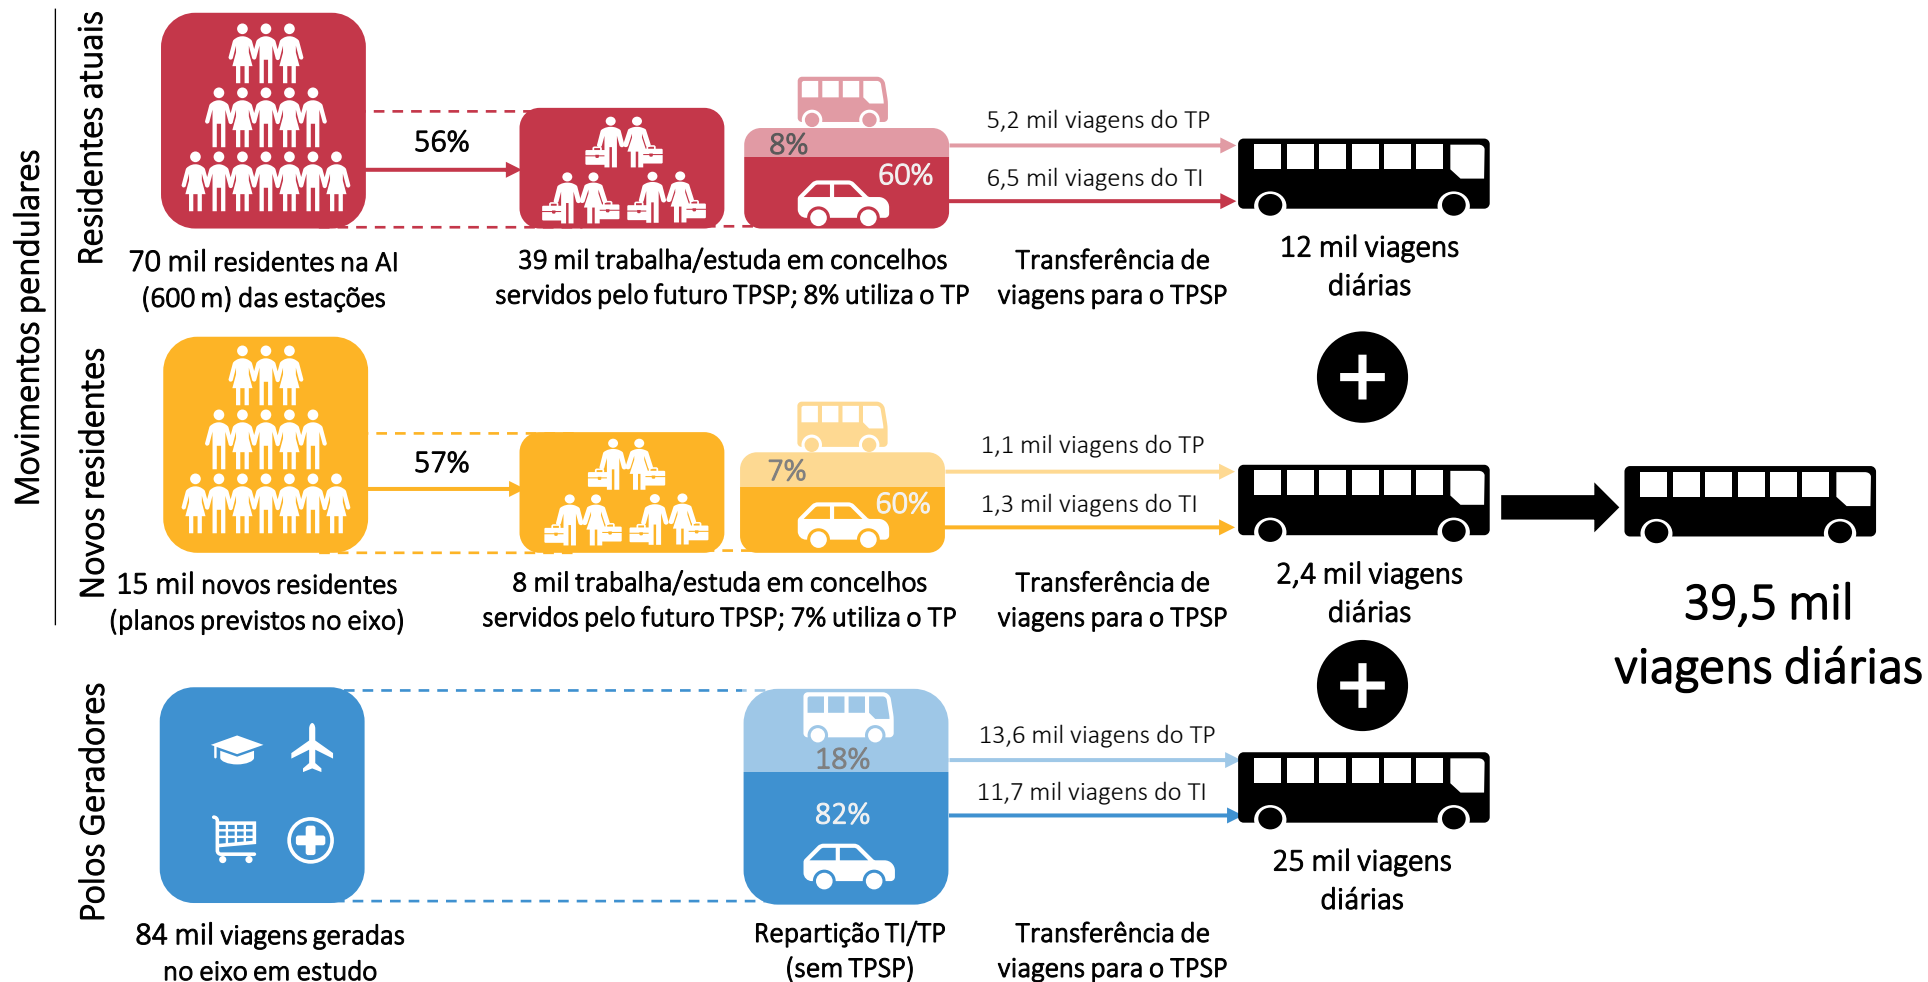 Movimentos pendulares
Residentes atuais
56%
8%
60%
5,2 mil viagens do TP
6,5 mil viagens do TI
70 mil residentes na AI
(600 m) das estações
39 mil trabalha/estuda em concelhos
servidos pelo futuro TPSP; 8% utiliza o TP
Transferência de
viagens para o TPSP
12 mil viagens
diárias
Novos residentes
57%
7%
60%
1,1 mil viagens do TP
1,3 mil viagens do TI
15 mil novos residentes
(planos previstos no eixo)
8 mil trabalha/estuda em concelhos
servidos pelo futuro TPSP; 7% utiliza o TP
Transferência de
viagens para o TPSP
2,4 mil viagens
diárias
39,5 mil
viagens diárias
Polos Geradores
18%
82%
13,6 mil viagens do TP
11,7 mil viagens do TI
84 mil viagens geradas
no eixo em estudo
Repartição TI/TP
(sem TPSP)
Transferência de
viagens para o TPSP
25 mil viagens
diárias